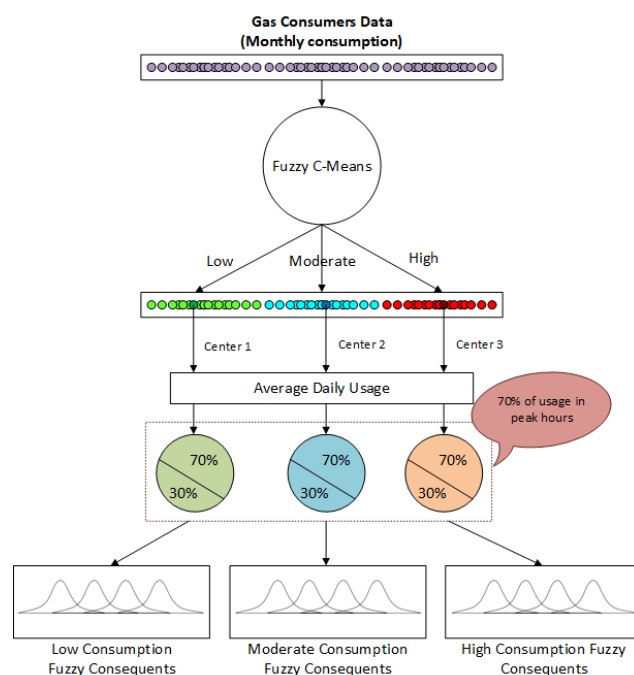 Gas Consumers Data
(Monthly consumption)
Fuzzy C-Means
Low
Moderate
High
Center 1
Center 2
Center 3
Average Daily Usage
70% of usage in
peak hours
70%
30%
70%
30%
70%
30%
Low Consumption
Fuzzy Consequents
Moderate Consumption
Fuzzy Consequents
High Consumption Fuzzy
Consequents